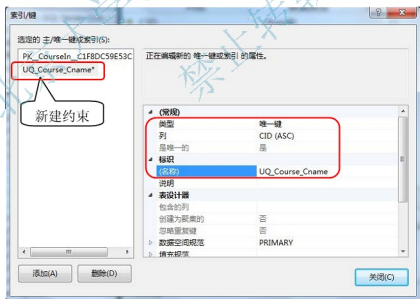 索引/键
选定的 主/唯一键或索引(S):
PK__CourseIn__C1F8DC59E53C
UQ_Course_Cname*
新建约束
正在编辑新的 唯一键或索引 的属性。
(常规)
类型 唯一键
列 CID (ASC)
是唯一的 是
标识
(名称) UQ_Course_Cname
说明
表设计器
包含的列
创建为聚集的 否
忽略重复键 否
数据空间规范 PRIMARY
填充规范
添加(A) 删除(D)
关闭(C)